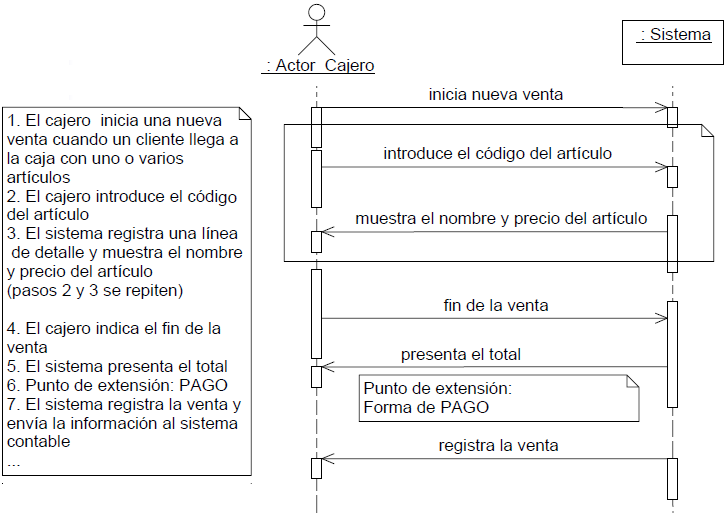 : Actor_Cajero
: Sistema
1. El cajero inicia una nueva
venta cuando un cliente llega a
la caja con uno o varios
artículos
2. El cajero introduce el código
del artículo
3. El sistema registra una línea
de detalle y muestra el nombre
y precio del artículo
(pasos 2 y 3 se repiten)
4. El cajero indica el fin de la
venta
5. El sistema presenta el total
6. Punto de extensión: PAGO
7. El sistema registra la venta y
envía la información al sistema
contable
...
inicia nueva venta
introduce el código del artículo
muestra el nombre y precio del artículo
fin de la venta
presenta el total
Punto de extensión:
Forma de PAGO
registra la venta